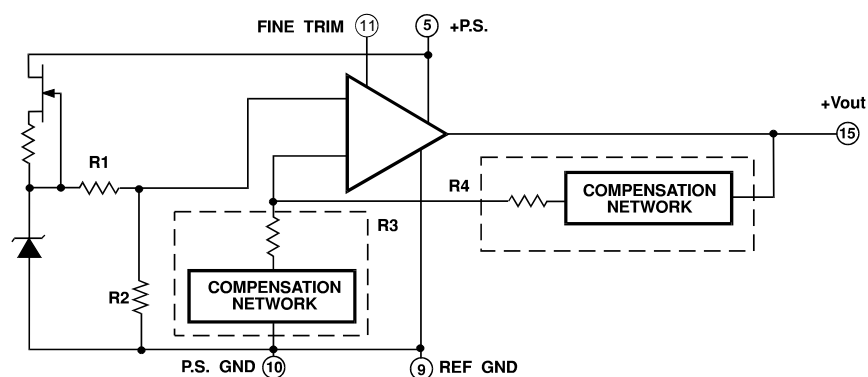 FINE TRIM 11
5 +P.S.
+Vout
15
R1
R4
COMPENSATION
NETWORK
R3
R2
COMPENSATION
NETWORK
P.S. GND 10
9 REF GND